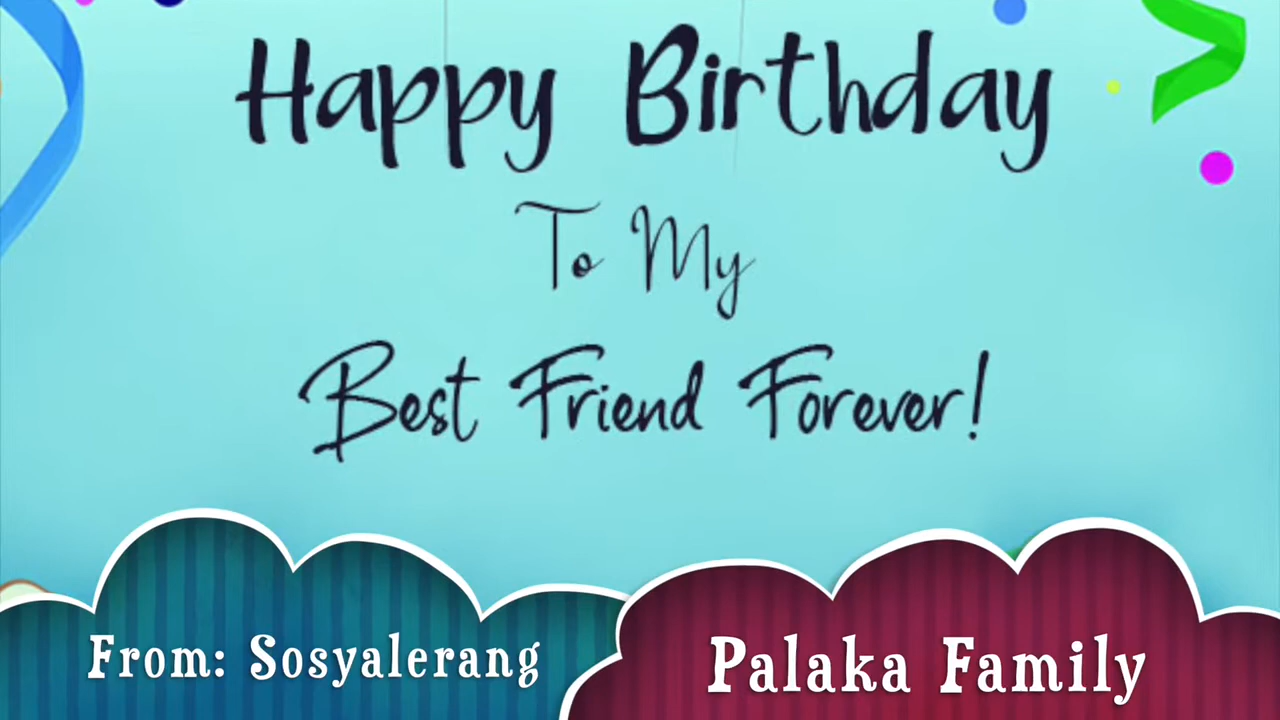 Happy Birthday
To My
Best Friend Forever!
From: Sosyalerang
Palaka Family